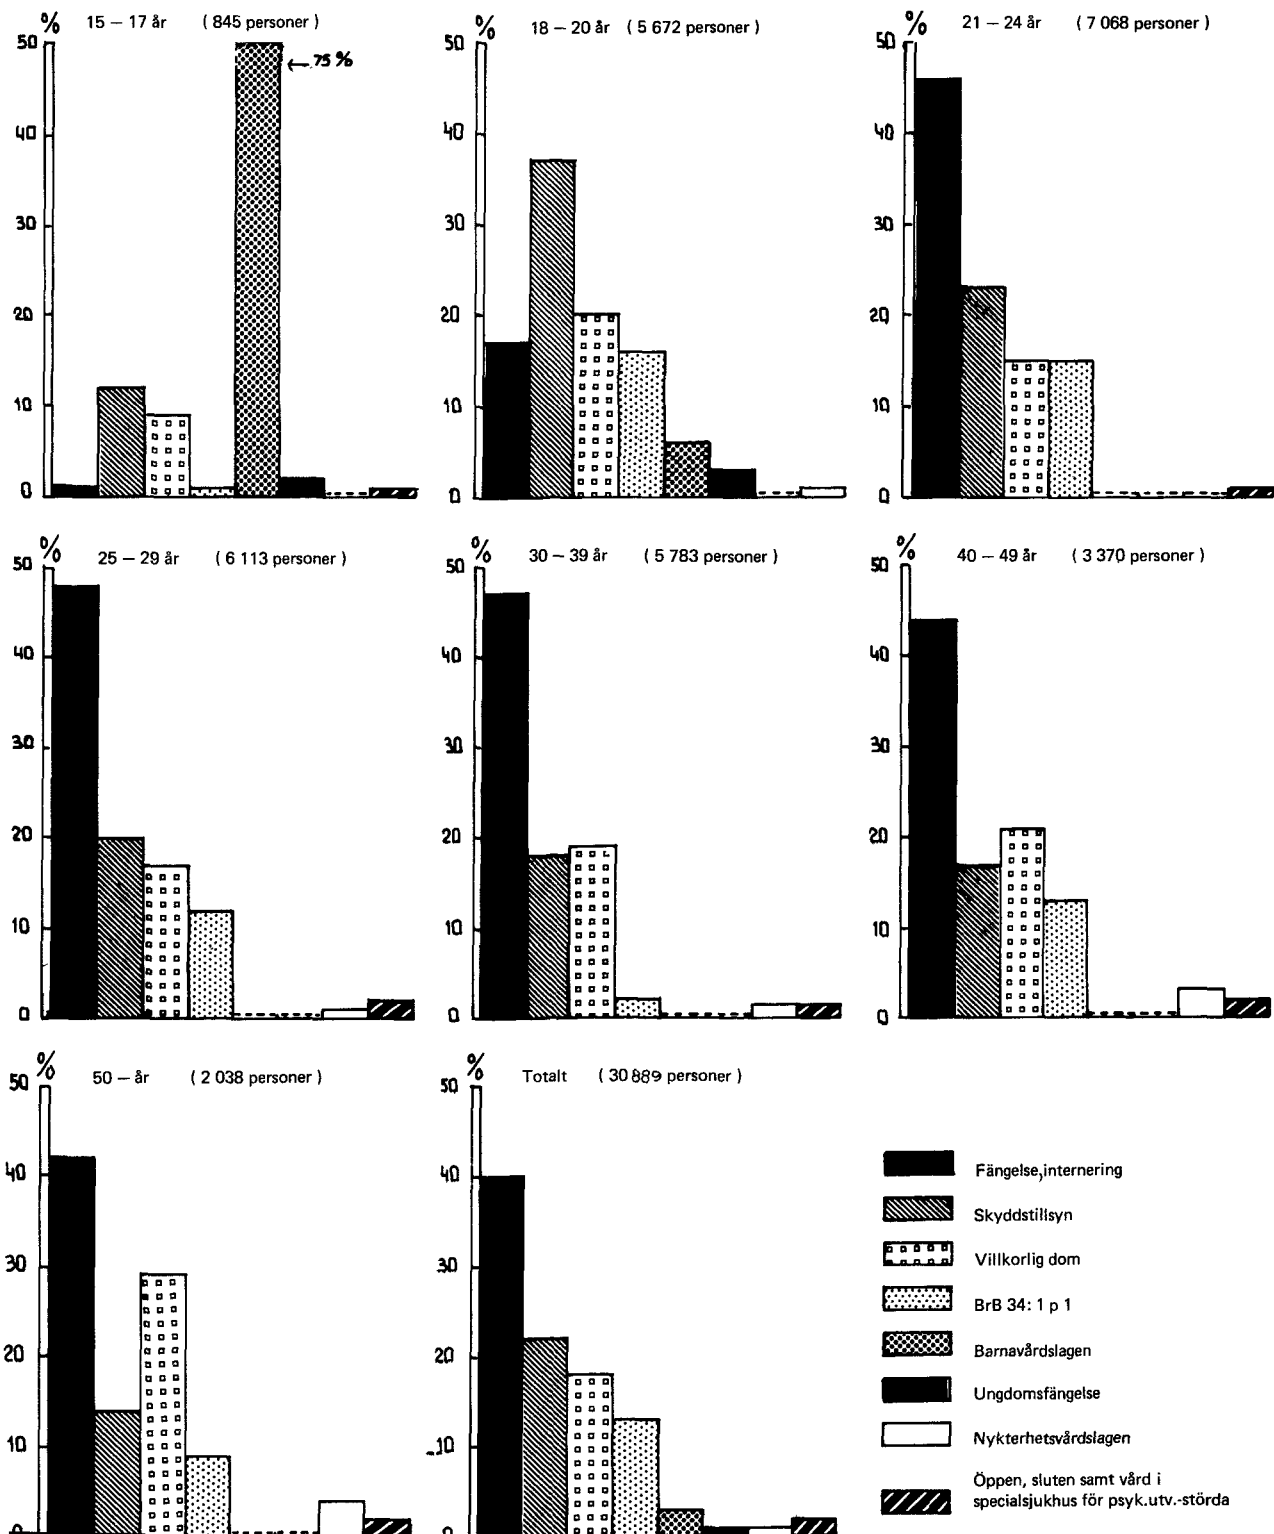 % 15 – 17 år (845 personer)
50
← 75 %
40
30
20
10
0
% 18 – 20 år (5 672 personer)
50
40
30
20
10
0
% 21 – 24 år (7 068 personer)
50
40
30
20
10
0
% 25 – 29 år (6 113 personer)
50
40
30
20
10
0
% 30 – 39 år (5 783 personer)
50
40
30
20
10
0
% 40 – 49 år (3 370 personer)
50
40
30
20
10
0
% 50 – år (2 038 personer)
50
40
30
20
10
0
% Totalt (30 889 personer)
50
40
30
20
10
0
Fängelse, internering
Skyddstillsyn
Villkorlig dom
BrB 34: 1 p 1
Barnavårdslagen
Ungdomsfängelse
Nykterhetsvårdslagen
Öppen, sluten samt vård i
specialsjukhus för psyk.utv.-störda